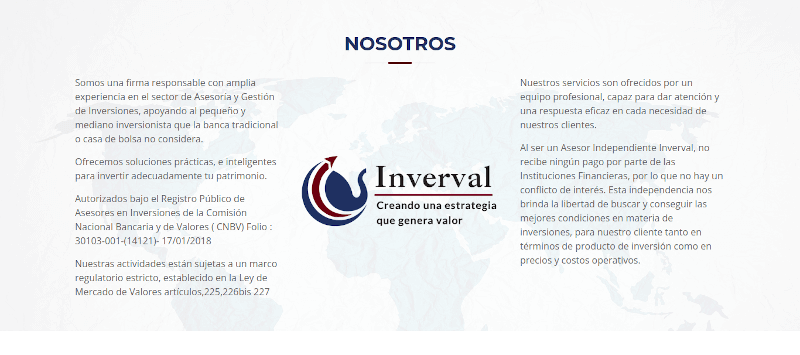 NOSOTROS
Somos una firma responsable con amplia
experiencia en el sector de Asesoría y Gestión
de Inversiones, apoyando al pequeño y
mediano inversionista que la banca tradicional
o casa de bolsa no considera.
Ofrecemos soluciones prácticas, e inteligentes
para invertir adecuadamente tu patrimonio.
Autorizados bajo el Registro Público de
Asesores en Inversiones de la Comisión
Nacional Bancaria y de Valores ( CNBV) Folio :
30103-001-(14121)- 17/01/2018
Nuestras actividades están sujetas a un marco
regulatorio estricto, establecido en la Ley de
Mercado de Valores artículos,225,226bis 227
Inverval
Creando una estrategia
que genera valor
Nuestros servicios son ofrecidos por un
equipo profesional, capaz para dar atención y
una respuesta eficaz en cada necesidad de
nuestros clientes.
Al ser un Asesor Independiente Inverval, no
recibe ningún pago por parte de las
Instituciones Financieras, por lo que no hay un
conflicto de interés. Esta independencia nos
brinda la libertad de buscar y conseguir las
mejores condiciones en materia de
inversiones, para nuestro cliente tanto en
términos de producto de inversión como en
precios y costos operativos.